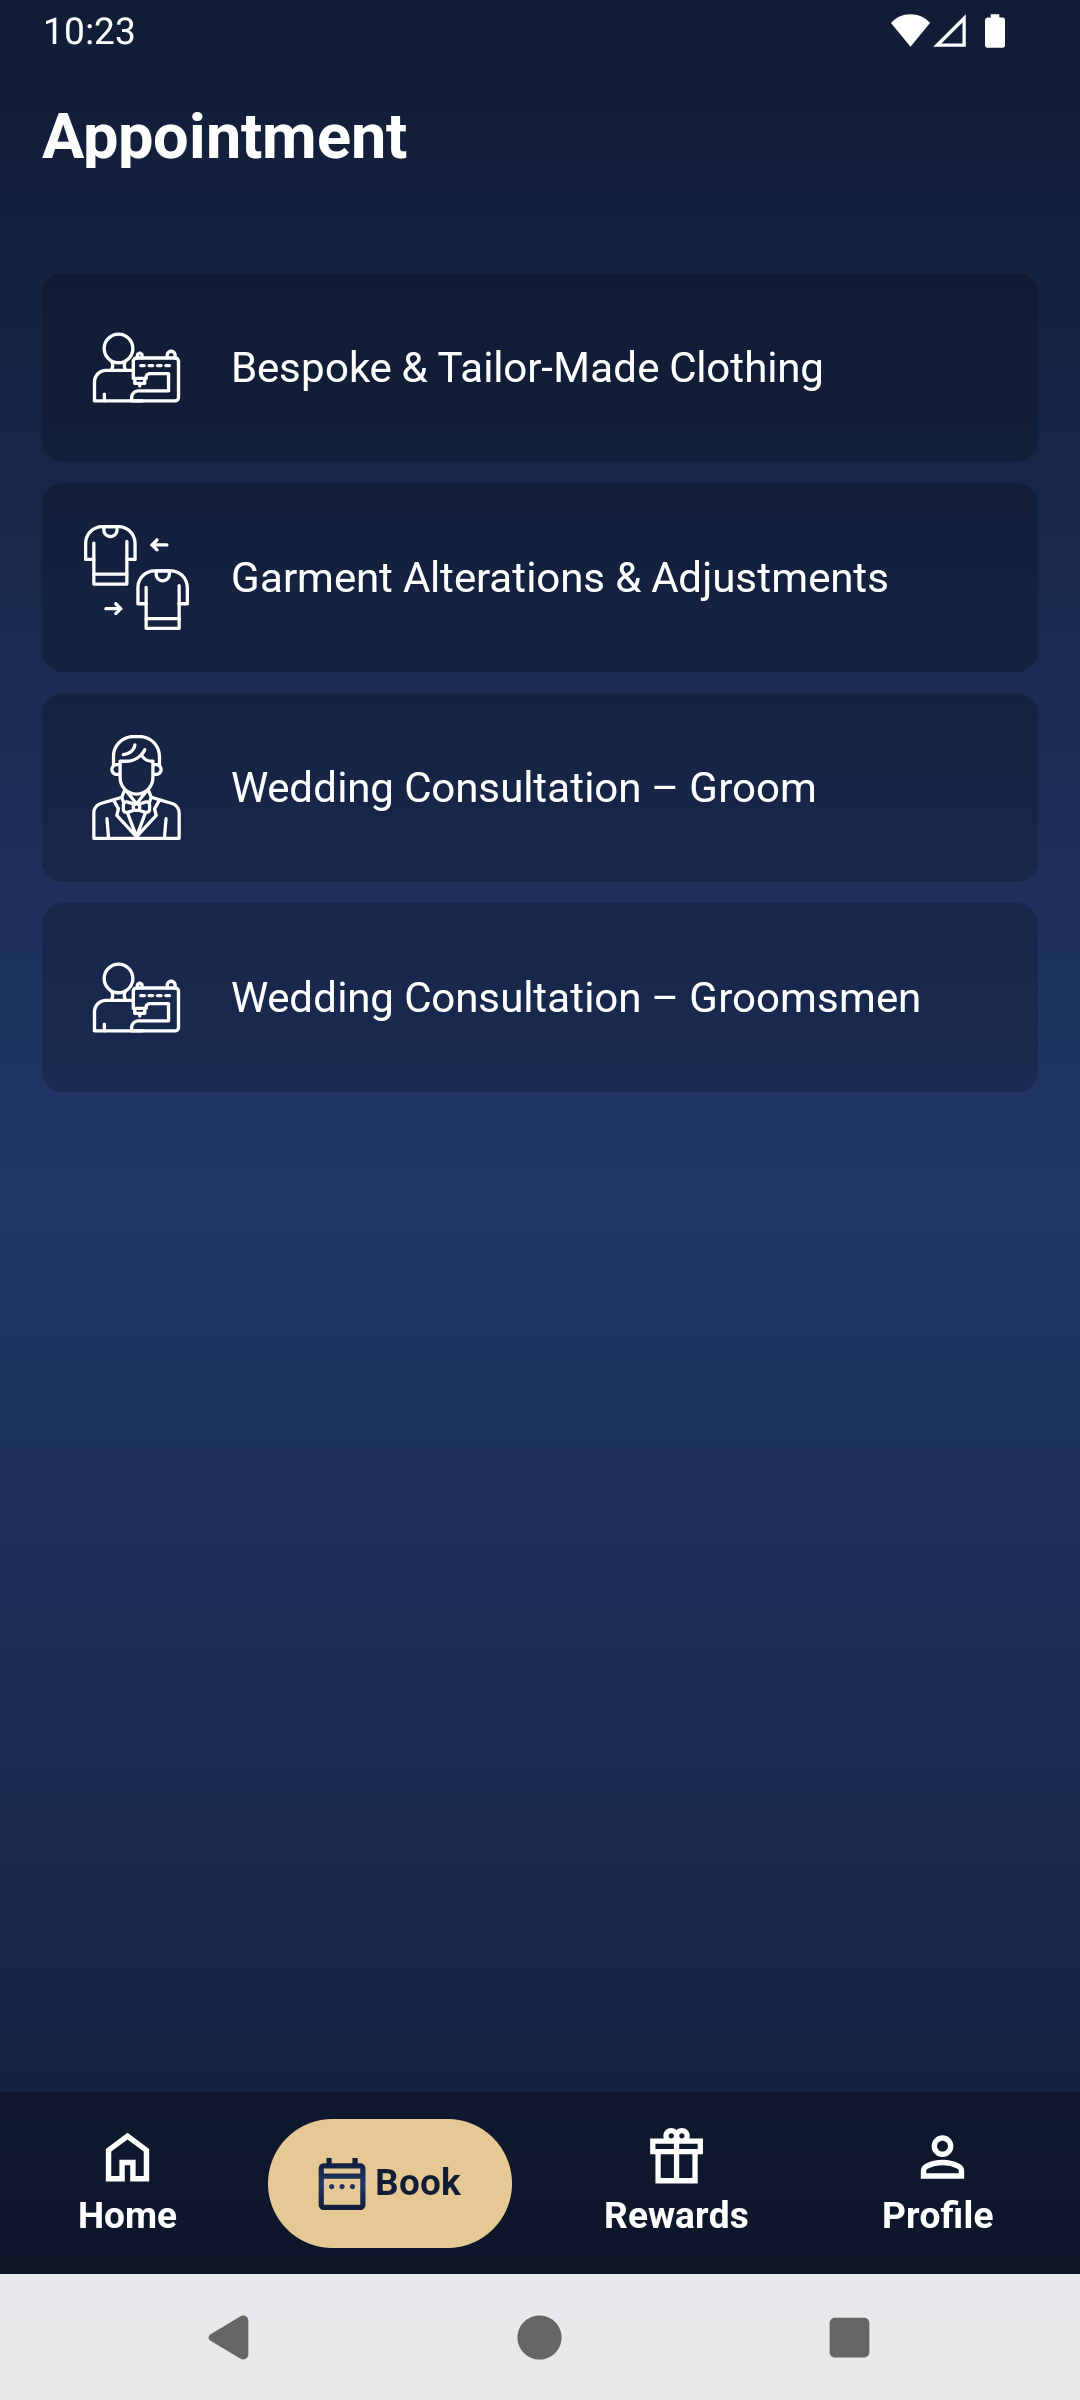 10:23
Appointment
Bespoke & Tailor-Made Clothing
Garment Alterations & Adjustments
Wedding Consultation – Groom
Wedding Consultation – Groomsmen
Home
Book
Rewards
Profile